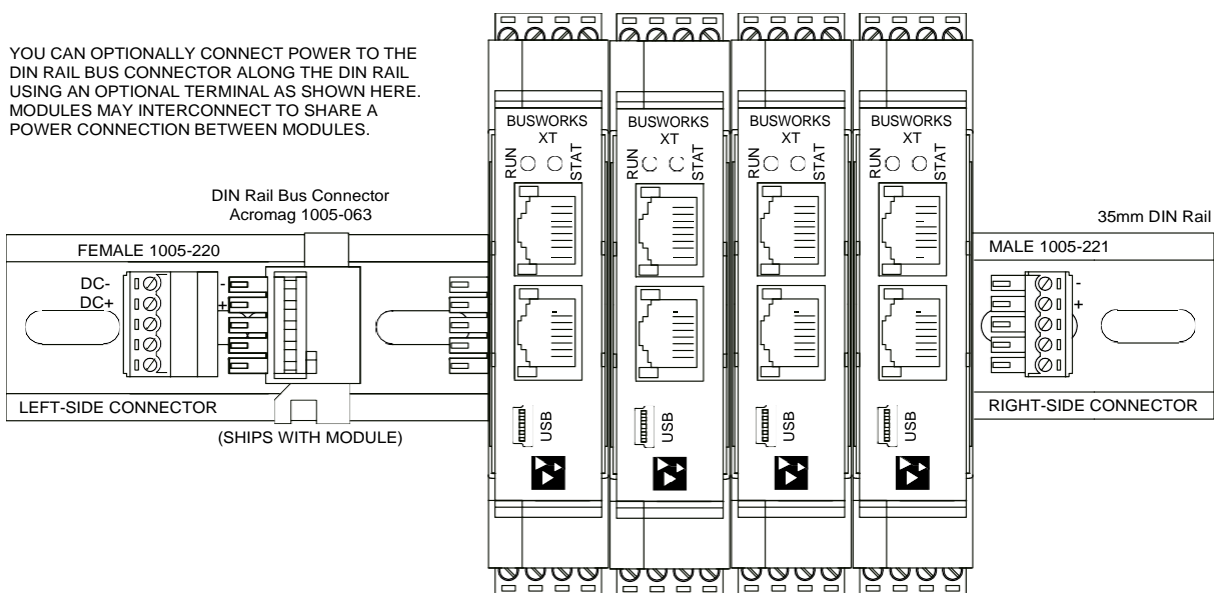 YOU CAN OPTIONALLY CONNECT POWER TO THE
DIN RAIL BUS CONNECTOR ALONG THE DIN RAIL
USING AN OPTIONAL TERMINAL AS SHOWN HERE.
MODULES MAY INTERCONNECT TO SHARE A
POWER CONNECTION BETWEEN MODULES.
DIN Rail Bus Connector
Acromag 1005-063
FEMALE 1005-220
DC-
DC+
-
+
LEFT-SIDE CONNECTOR
(SHIPS WITH MODULE)
BUSWORKS
XT
RUN
STAT
USB
BUSWORKS
XT
RUN
STAT
USB
BUSWORKS
XT
RUN
STAT
USB
BUSWORKS
XT
RUN
STAT
USB
35mm DIN Rail
MALE 1005-221
-
+
RIGHT-SIDE CONNECTOR